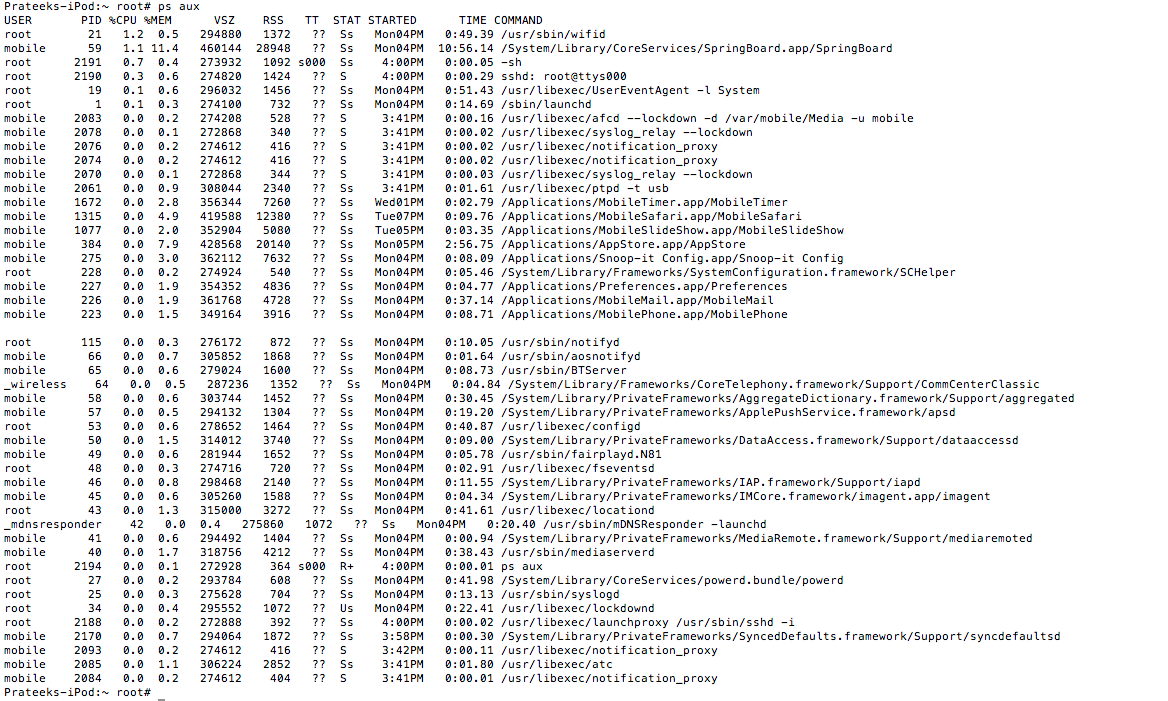 Prateeks-iPod:~ root# ps aux
USER       PID %CPU %MEM      VSZ    RSS   TT  STAT STARTED      TIME COMMAND
root        21   1.2  0.5   294880   1372   ??  Ss   Mon04PM   0:49.39 /usr/sbin/wifid
mobile      59   1.1 11.4   460144  28948   ??  Ss   Mon04PM  10:56.14 /System/Library/CoreServices/SpringBoard.app/SpringBoard
root      2191   0.7  0.4   273932   1092 s000  Ss    4:00PM   0:00.05 -sh
root      2190   0.3  0.6   274820   1424   ??  S     4:00PM   0:00.29 sshd: root@ttys000
root        19   0.1  0.6   296032   1456   ??  Ss   Mon04PM   0:51.43 /usr/libexec/UserEventAgent -l System
root         1   0.1  0.3   274100    732   ??  Ss   Mon04PM   0:14.69 /sbin/launchd
mobile    2083   0.0  0.2   274208    528   ??  S     3:41PM   0:00.16 /usr/libexec/afcd --lockdown -d /var/mobile/Media -u mobile
mobile    2078   0.0  0.1   272868    340   ??  S     3:41PM   0:00.02 /usr/libexec/syslog_relay --lockdown
mobile    2076   0.0  0.2   274612    416   ??  S     3:41PM   0:00.02 /usr/libexec/notification_proxy
mobile    2074   0.0  0.2   274612    416   ??  S     3:41PM   0:00.02 /usr/libexec/notification_proxy
mobile    2070   0.0  0.1   272868    344   ??  S     3:41PM   0:00.03 /usr/libexec/syslog_relay --lockdown
mobile    2061   0.0  0.9   308044   2340   ??  Ss    3:41PM   0:01.61 /usr/libexec/ptpd -t usb
mobile    1672   0.0  2.8   356344   7260   ??  Ss   Wed01PM   0:02.79 /Applications/MobileTimer.app/MobileTimer
mobile    1315   0.0  4.9   419588  12380   ??  Ss   Tue07PM   0:09.76 /Applications/MobileSafari.app/MobileSafari
mobile    1077   0.0  2.0   352904   5080   ??  Ss   Tue05PM   0:03.35 /Applications/MobileSlideShow.app/MobileSlideShow
mobile     384   0.0  7.9   428568  20140   ??  Ss   Mon05PM   2:56.75 /Applications/AppStore.app/AppStore
mobile     275   0.0  3.0   362112   7632   ??  Ss   Mon04PM   0:08.09 /Applications/Snoop-it Config.app/Snoop-it Config
root       228   0.0  0.2   274924    540   ??  Ss   Mon04PM   0:05.46 /System/Library/Frameworks/SystemConfiguration.framework/SCHelper
mobile     227   0.0  1.9   354352   4836   ??  Ss   Mon04PM   0:04.77 /Applications/Preferences.app/Preferences
mobile     226   0.0  1.9   361768   4728   ??  Ss   Mon04PM   0:37.14 /Applications/MobileMail.app/MobileMail
mobile     223   0.0  1.5   349164   3916   ??  Ss   Mon04PM   0:08.71 /Applications/MobilePhone.app/MobilePhone
root       115   0.0  0.3   276172    872   ??  Ss   Mon04PM   0:10.05 /usr/sbin/notifyd
mobile      66   0.0  0.7   305852   1868   ??  Ss   Mon04PM   0:01.64 /usr/sbin/aosnotifyd
mobile      65   0.0  0.6   279024   1600   ??  Ss   Mon04PM   0:08.73 /usr/sbin/BTServer
_wireless    64   0.0  0.5   287236   1352   ??  Ss   Mon04PM   0:04.84 /System/Library/Frameworks/CoreTelephony.framework/Support/CommCenterClassic
mobile      58   0.0  0.6   303744   1452   ??  Ss   Mon04PM   0:30.45 /System/Library/PrivateFrameworks/AggregateDictionary.framework/Support/aggregated
mobile      57   0.0  0.5   294132   1304   ??  Ss   Mon04PM   0:19.20 /System/Library/PrivateFrameworks/ApplePushService.framework/apsd
root        53   0.0  0.6   278652   1464   ??  Ss   Mon04PM   0:40.87 /usr/libexec/configd
mobile      50   0.0  1.5   314012   3740   ??  Ss   Mon04PM   0:09.00 /System/Library/PrivateFrameworks/DataAccess.framework/Support/dataaccessd
mobile      49   0.0  0.6   281944   1652   ??  Ss   Mon04PM   0:05.78 /usr/sbin/fairplayd.N81
root        48   0.0  0.3   274716    720   ??  Ss   Mon04PM   0:02.91 /usr/libexec/fseventsd
mobile      46   0.0  0.8   298468   2140   ??  Ss   Mon04PM   0:11.55 /System/Library/PrivateFrameworks/IAP.framework/Support/iapd
mobile      45   0.0  0.6   305260   1588   ??  Ss   Mon04PM   0:04.34 /System/Library/PrivateFrameworks/IMCore.framework/imagent.app/imagent
root        43   0.0  1.3   315000   3272   ??  Ss   Mon04PM   0:41.61 /usr/libexec/locationd
_mdnsresponder    42   0.0  0.4   275860   1072   ??  Ss   Mon04PM   0:20.40 /usr/sbin/mDNSResponder -launchd
mobile      41   0.0  0.6   294492   1404   ??  Ss   Mon04PM   0:00.94 /System/Library/PrivateFrameworks/MediaRemote.framework/Support/mediaremoted
mobile      40   0.0  1.7   318756   4212   ??  Ss   Mon04PM   0:38.43 /usr/sbin/mediaserverd
root      2194   0.0  0.1   272928    364 s000  R+    4:00PM   0:00.01 ps aux
root        27   0.0  0.2   293784    608   ??  Ss   Mon04PM   0:41.98 /System/Library/CoreServices/powerd.bundle/powerd
root        25   0.0  0.3   275628    704   ??  Ss   Mon04PM   0:13.13 /usr/sbin/syslogd
root        34   0.0  0.4   295552   1072   ??  Us   Mon04PM   0:22.41 /usr/libexec/lockdownd
root      2188   0.0  0.2   272888    392   ??  Ss    4:00PM   0:00.02 /usr/libexec/launchproxy /usr/sbin/sshd -i
mobile    2170   0.0  0.7   294064   1872   ??  Ss    3:58PM   0:00.30 /System/Library/PrivateFrameworks/SyncedDefaults.framework/Support/syncdefaultsd
mobile    2093   0.0  0.2   274612    416   ??  S     3:42PM   0:00.11 /usr/libexec/notification_proxy
mobile    2085   0.0  1.1   306224   2852   ??  Ss    3:41PM   0:01.80 /usr/libexec/atc
mobile    2084   0.0  0.2   274612    404   ??  S     3:41PM   0:00.01 /usr/libexec/notification_proxy
Prateeks-iPod:~ root# _